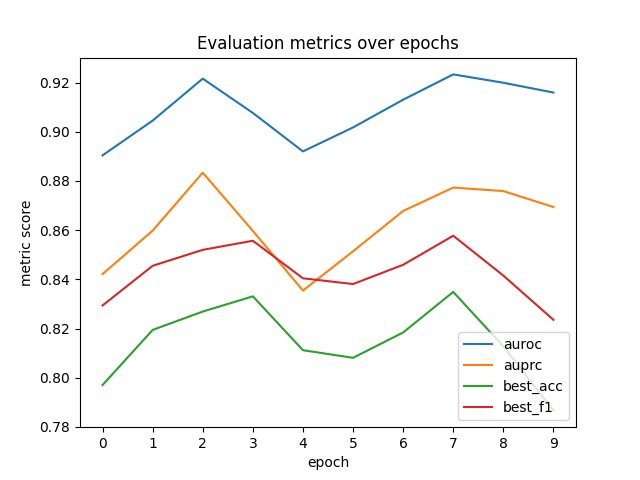 Evaluation metrics over epochs
metric score
0.92
0.90
0.88
0.86
0.84
0.82
0.80
0.78
auroc
auprc
best_acc
best_f1
0 1 2 3 4 5 6 7 8 9
epoch